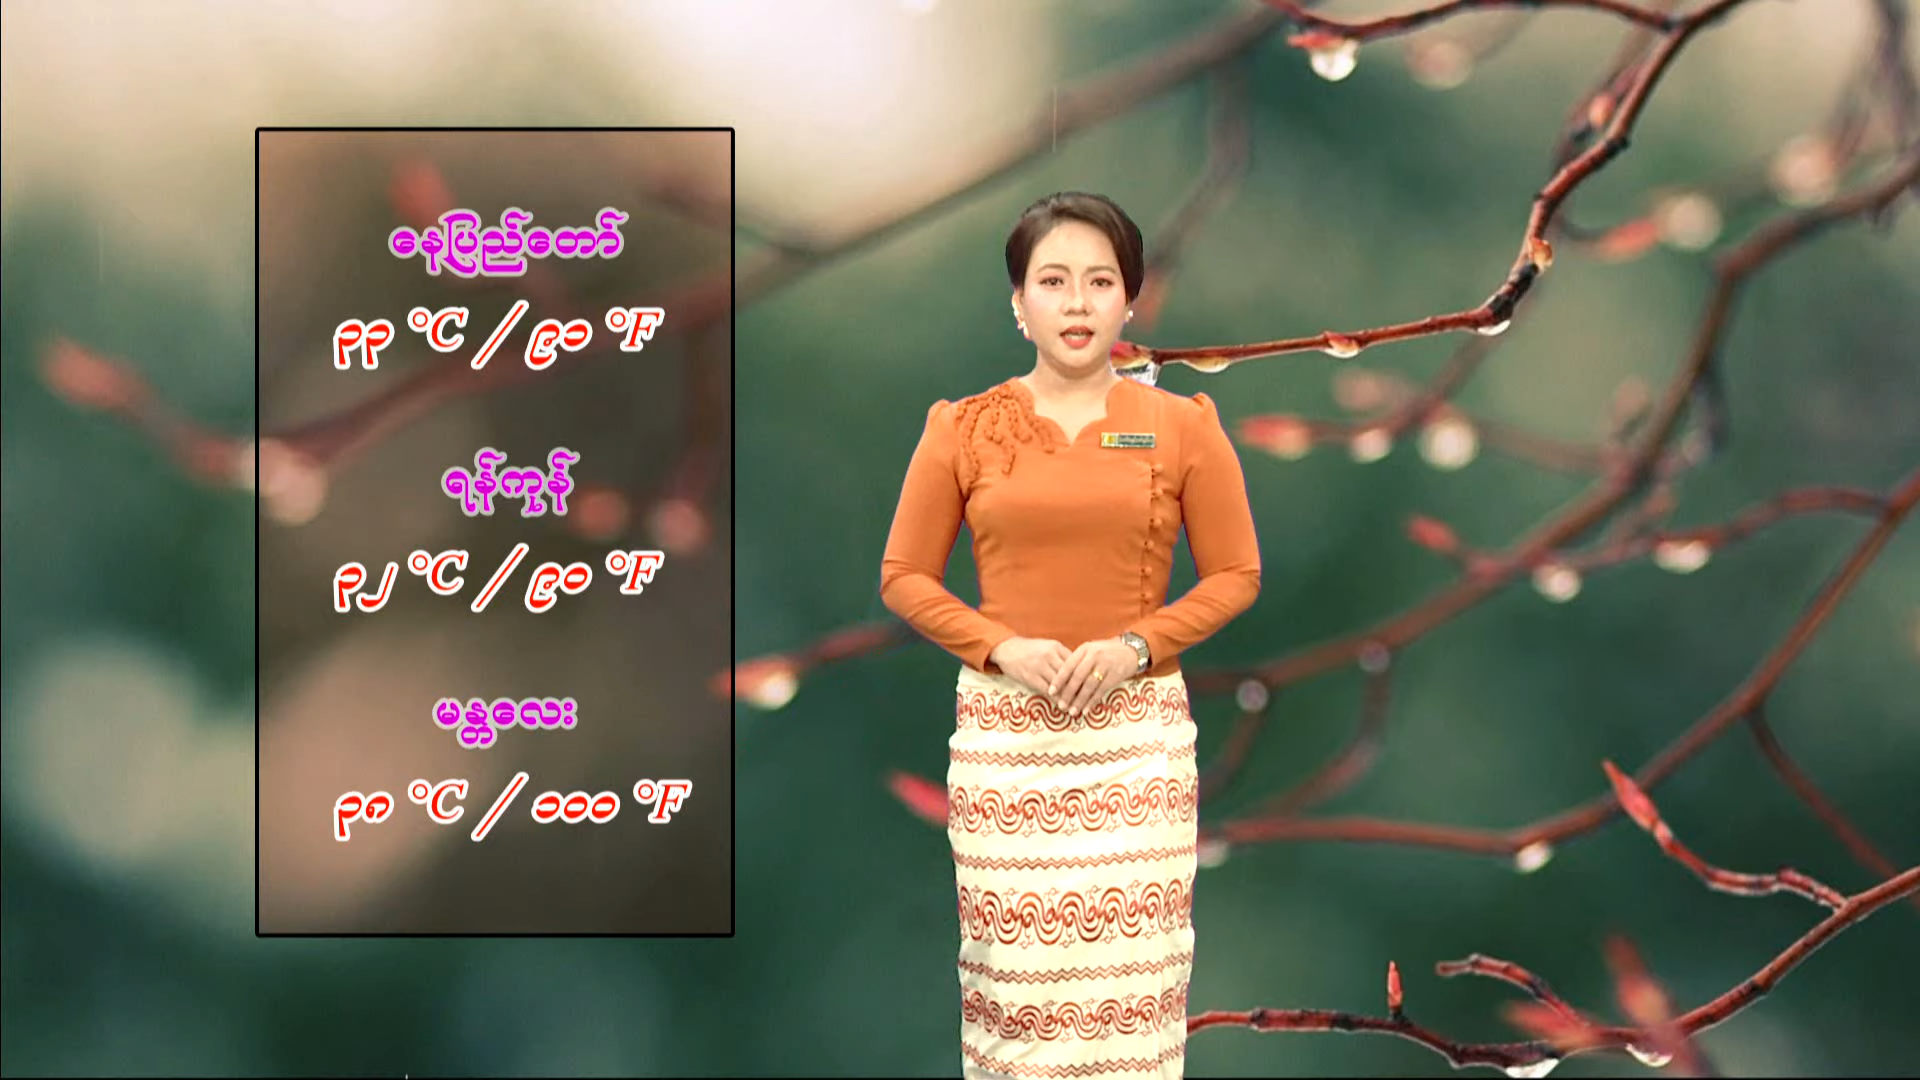 နေပြည်တော်
၃၃ °C / ၉၁ °F
ရန်ကုန်
၃၂ °C / ၉၀ °F
မန္တလေး
၃၈ °C / ၁၀၀ °F